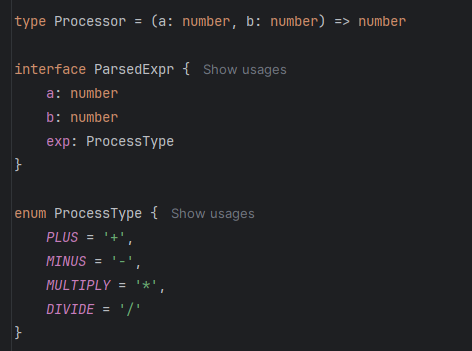 type Processor = (a: number, b: number) => number
interface ParsedExpr { Show usages
a: number
b: number
exp: ProcessType
}
enum ProcessType { Show usages
PLUS = '+',
MINUS = '-',
MULTIPLY = '*',
DIVIDE = '/'
}